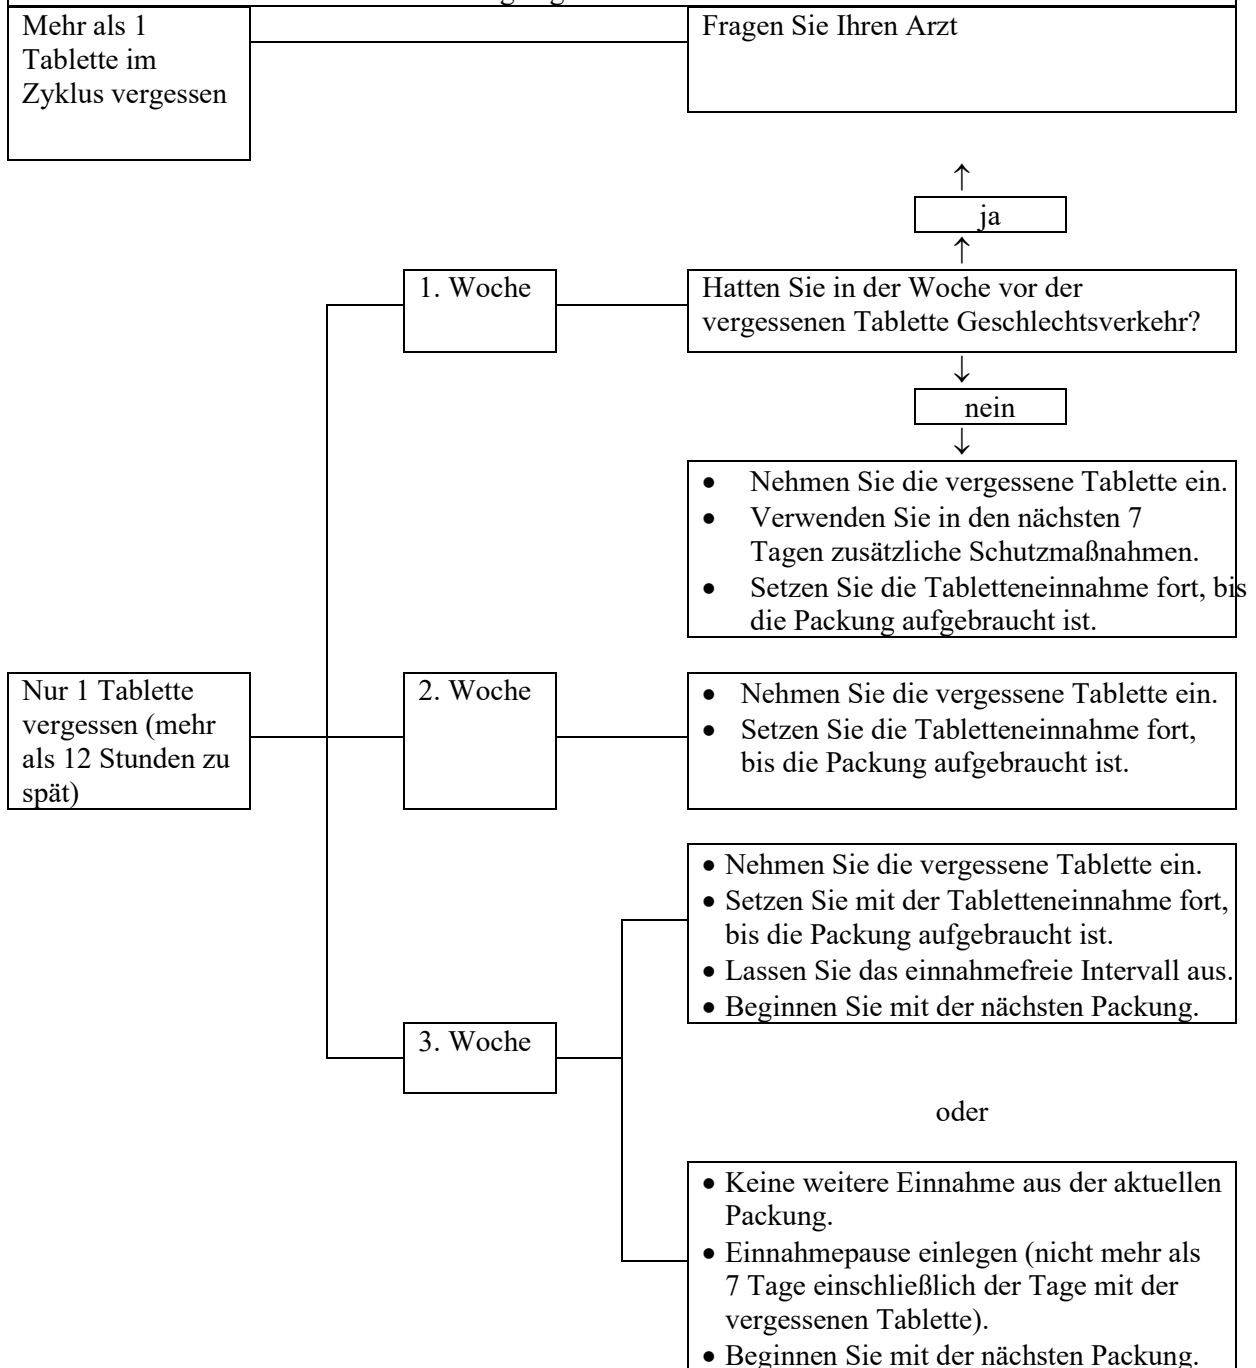 Mehr als 1
Tablette im
Zyklus vergessen
Fragen Sie Ihren Arzt
↑
ja
↑
1. Woche
Hatten Sie in der Woche vor der
vergessenen Tablette Geschlechtsverkehr?
↓
nein
↓
• Nehmen Sie die vergessene Tablette ein.
• Verwenden Sie in den nächsten 7
Tagen zusätzliche Schutzmaßnahmen.
• Setzen Sie die Tabletteneinnahme fort, bis
die Packung aufgebraucht ist.
Nur 1 Tablette
vergessen (mehr
als 12 Stunden zu
spät)
2. Woche
• Nehmen Sie die vergessene Tablette ein.
• Setzen Sie die Tabletteneinnahme fort,
bis die Packung aufgebraucht ist.
3. Woche
• Nehmen Sie die vergessene Tablette ein.
• Setzen Sie mit der Tabletteneinnahme fort,
bis die Packung aufgebraucht ist.
• Lassen Sie das einnahmefreie Intervall aus.
• Beginnen Sie mit der nächsten Packung.
oder
• Keine weitere Einnahme aus der aktuellen
Packung.
• Einnahmepause einlegen (nicht mehr als
7 Tage einschließlich der Tage mit der
vergessenen Tablette).
• Beginnen Sie mit der nächsten Packung.